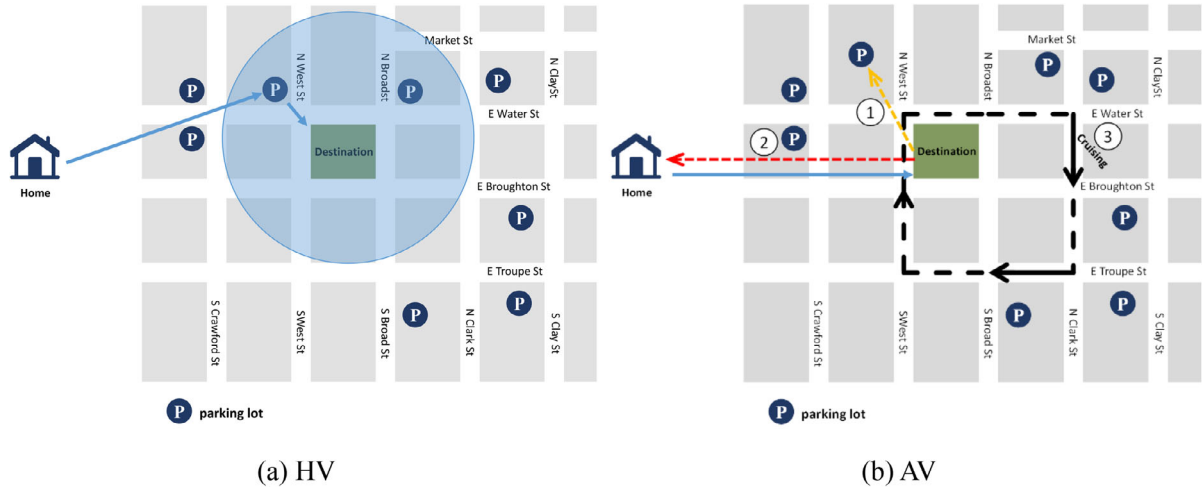 Market St
N West St
N Broadst
N ClaySt
P
P
P
P
E Water St
P
Destination
Home
E Broughton St
P
E Troupe St
S Crawford St
SWest St
S Broad St
N Clark St
S Clay St
P
P
P parking lot
(a) HV
Market St
N West St
N Broadst
N ClaySt
P
P
P
P
E Water St
1
2
3
P
Destination
Cruising
Home
E Broughton St
P
E Troupe St
S Crawford St
SWest St
S Broad St
N Clark St
S Clay St
P
P
P parking lot
(b) AV